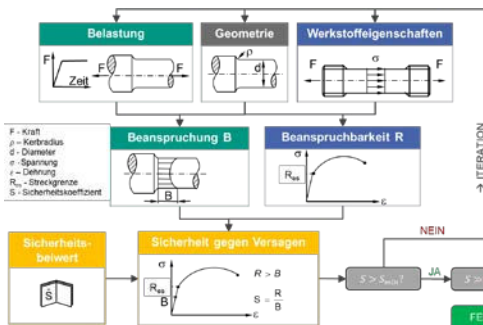 Belastung
Geometrie
Werkstoffeigenschaften
F
Zeit
F
F
ρ
d
σ
F
F
ITERATION
F - Kraft
ρ – Kerbradius
d - Diameter
σ - Spannung
ε – Dehnung
Res - Streckgrenze
S - Sicherheitskoeffizient
Beanspruchung B
B
Beanspruchbarkeit R
σ
Res
ε
Sicherheits-
beiwert
S
Sicherheit gegen Versagen
σ
Res
B
ε
R > B
S = R
B
NEIN
JA
S >
FE